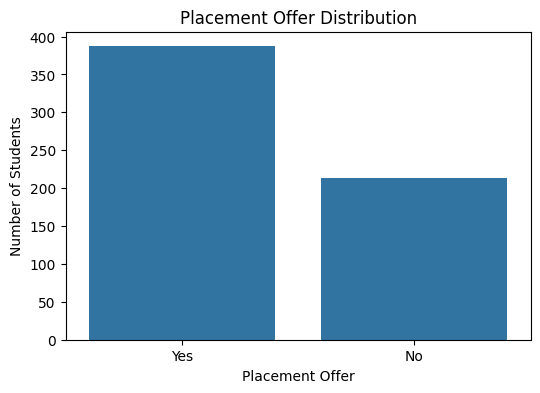 Placement Offer Distribution
400
350
300
250
200
150
100
50
0
Number of Students
Yes No
Placement Offer